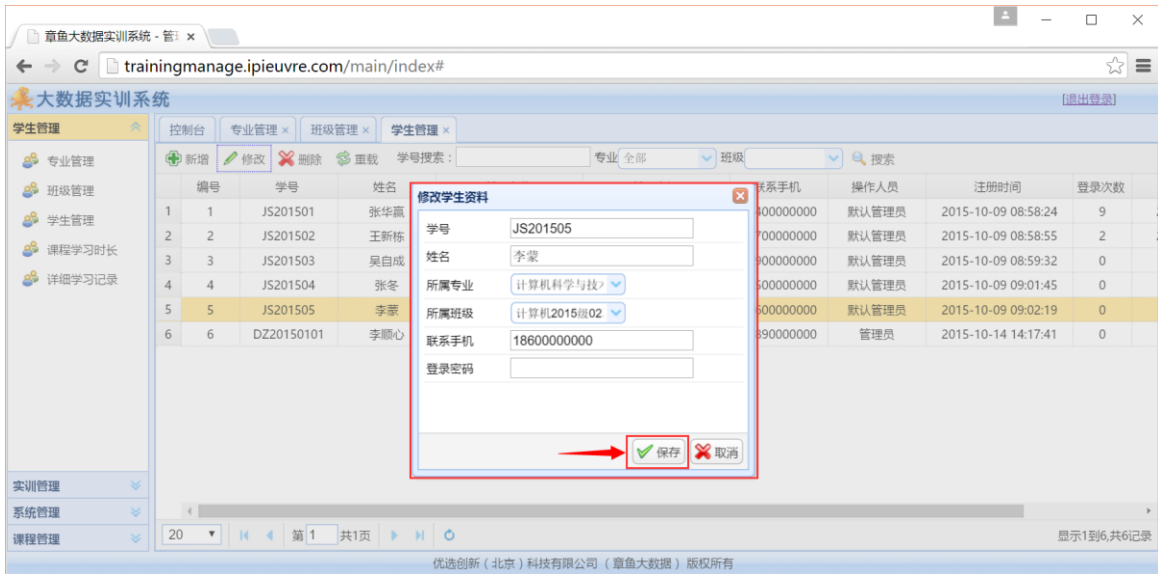 章鱼大数据实训系统 - 管理
trainingmanage.ipieuvre.com/main/index#
大数据实训系统 [退出登录]
学生管理
专业管理
班级管理
学生管理
课程学习时长
详细学习记录
实训管理
系统管理
课程管理
控制台 专业管理 班级管理 学生管理
新增 修改 删除 重载 学号搜索: 专业 全部 班级 搜索
编号 学号 姓名 联系手机 操作人员 注册时间 登录次数
1 1 JS201501 张华赢 400000000 默认管理员 2015-10-09 08:58:24 9
2 2 JS201502 王新栋 700000000 默认管理员 2015-10-09 08:58:55 2
3 3 JS201503 吴自成 900000000 默认管理员 2015-10-09 08:59:32 0
4 4 JS201504 张冬 500000000 默认管理员 2015-10-09 09:01:45 0
5 5 JS201505 李蒙 600000000 默认管理员 2015-10-09 09:02:19 0
6 6 DZ20150101 李顺心 890000000 管理员 2015-10-14 14:17:41 0
修改学生资料
学号 JS201505
姓名 李蒙
所属专业 计算机科学与技
所属班级 计算机2015级02
联系手机 18600000000
登录密码
保存 取消
20 第 1 共1页 显示1到6,共6记录
优选创新(北京)科技有限公司(章鱼大数据)版权所有